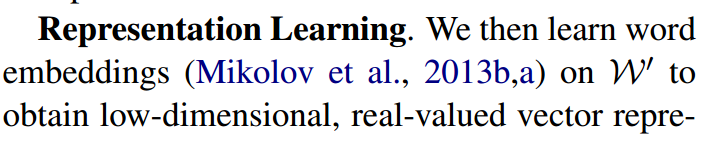 Representation Learning. We then learn word
embeddings (Mikolov et al., 2013b,a) on 𝒲′ to
obtain low-dimensional, real-valued vector repre-